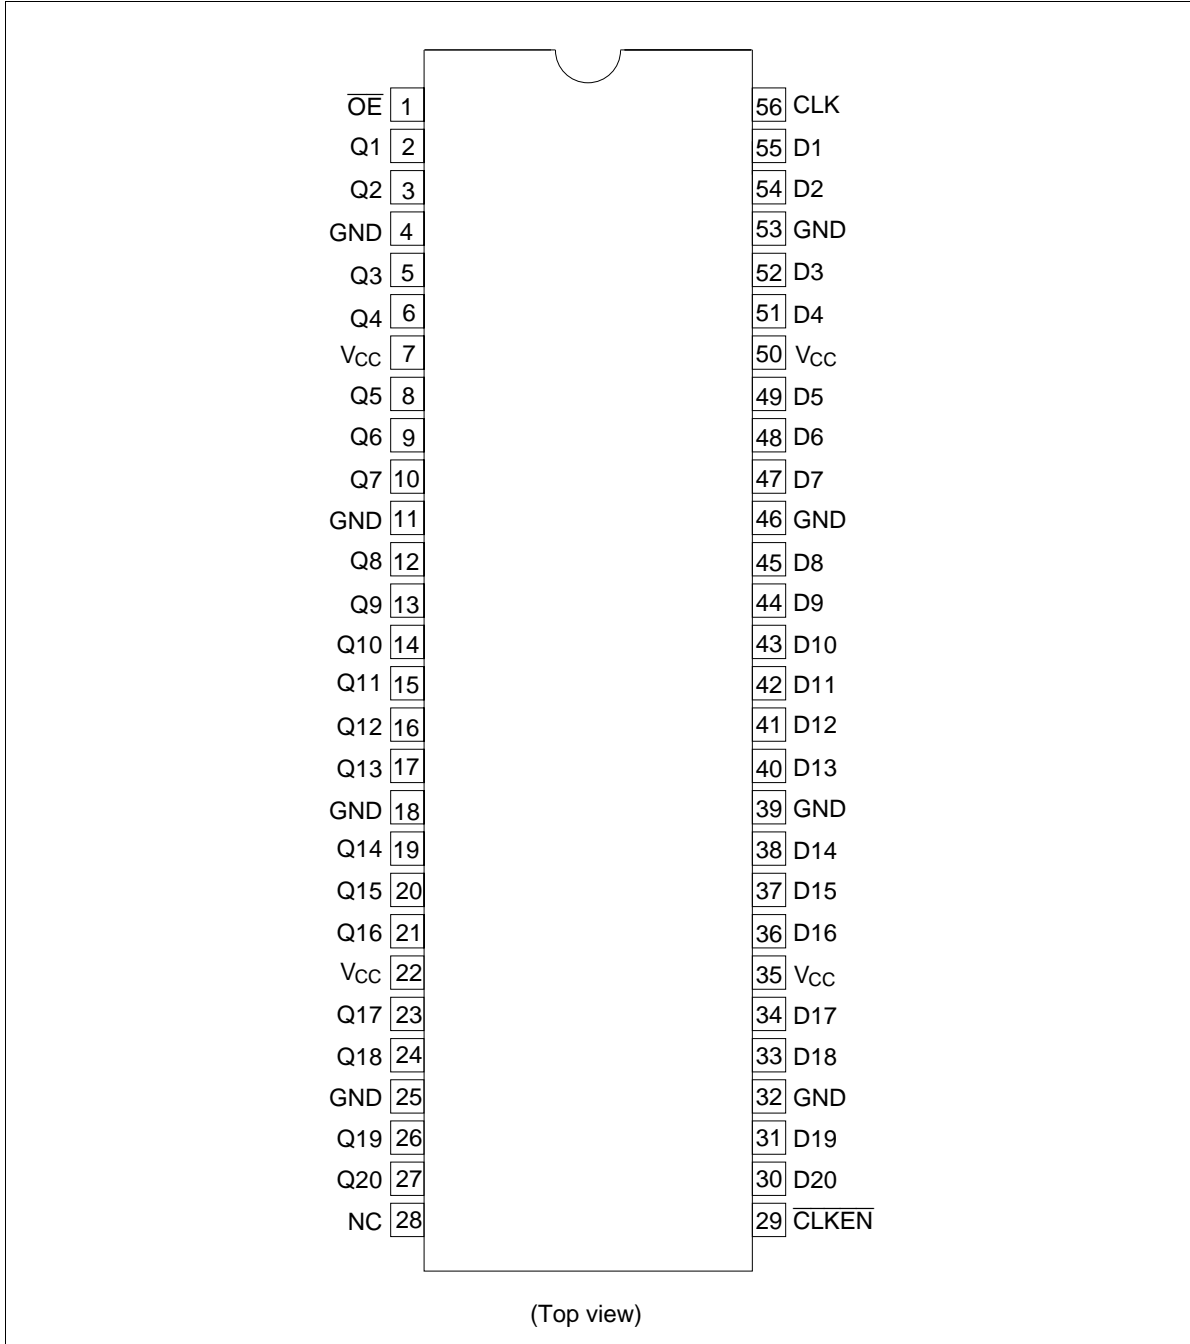 OE 1 56 CLK
Q1 2 55 D1
Q2 3 54 D2
GND 4 53 GND
Q3 5 52 D3
Q4 6 51 D4
VCC 7 50 VCC
Q5 8 49 D5
Q6 9 48 D6
Q7 10 47 D7
GND 11 46 GND
Q8 12 45 D8
Q9 13 44 D9
Q10 14 43 D10
Q11 15 42 D11
Q12 16 41 D12
Q13 17 40 D13
GND 18 39 GND
Q14 19 38 D14
Q15 20 37 D15
Q16 21 36 D16
VCC 22 35 VCC
Q17 23 34 D17
Q18 24 33 D18
GND 25 32 GND
Q19 26 31 D19
Q20 27 30 D20
NC 28 29 CLKEN
(Top view)